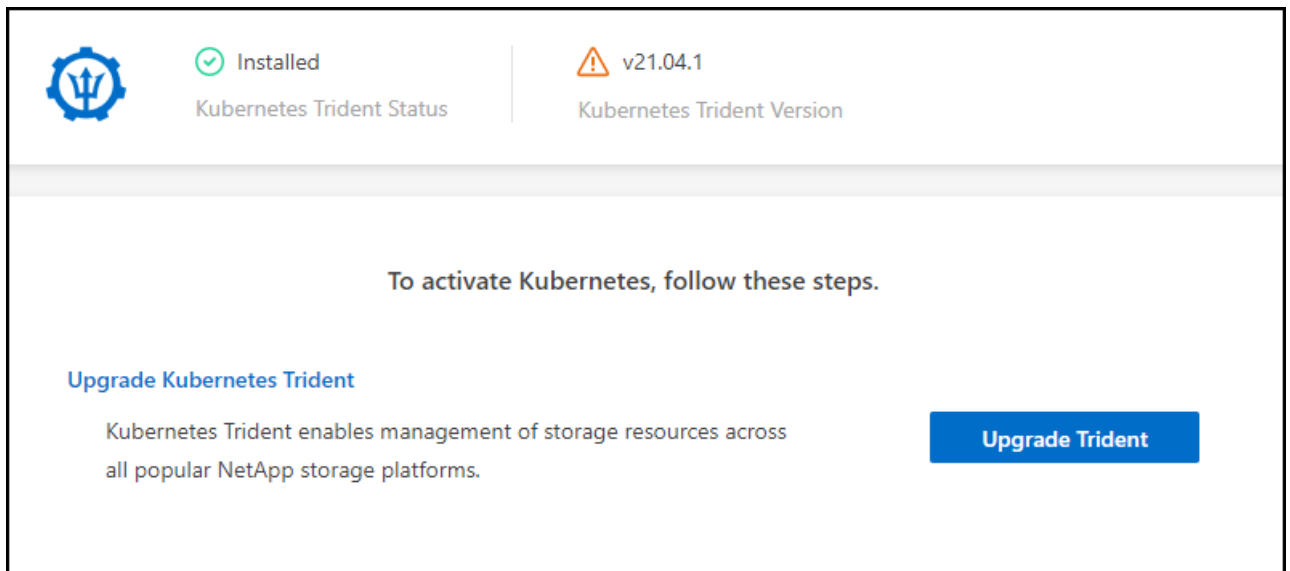 Installed
Kubernetes Trident Status
v21.04.1
Kubernetes Trident Version
To activate Kubernetes, follow these steps.
Upgrade Kubernetes Trident
Kubernetes Trident enables management of storage resources across
all popular NetApp storage platforms.
Upgrade Trident